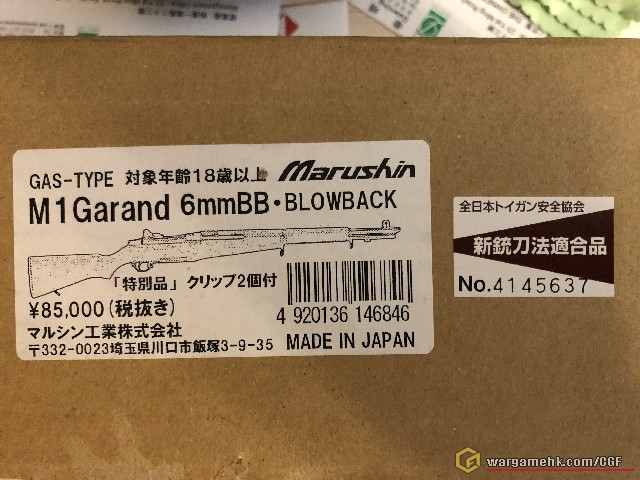 GAS-TYPE 対象年齢18歳以上 Marushin
M1Garand 6mmBB・BLOWBACK
「特別品」 クリップ2個付
¥85,000(税抜き)
マルシン工業株式会社
〒332-0023埼玉県川口市飯塚3-9-35
4 920136 146846
MADE IN JAPAN
全日本トイガン安全協会
新銃刀法適合品
No.4145637
wargamehk.com/CGF